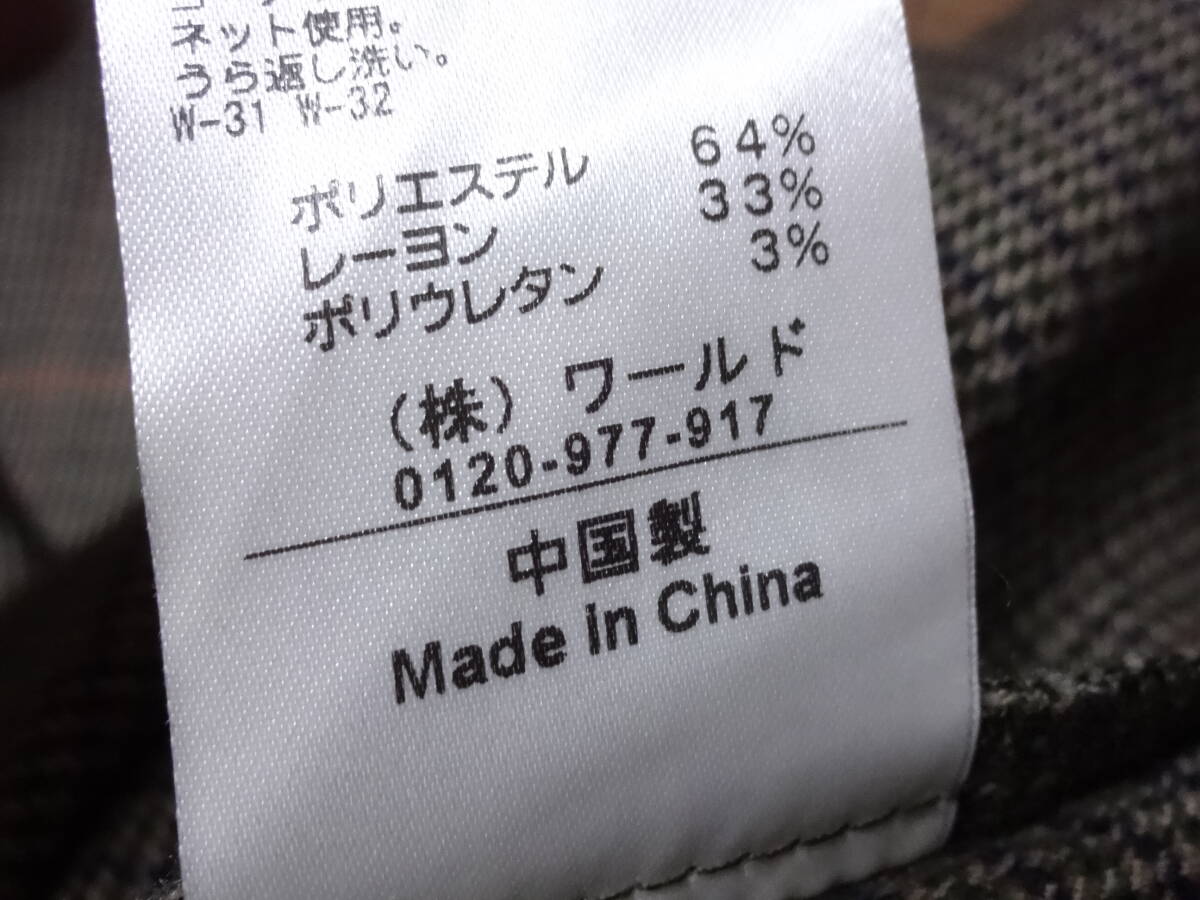 ネット使用。
うら返し洗い。
W-31 W-32
ポリエステル 64%
レーヨン 33%
ポリウレタン 3%
(株) ワールド
0120-977-917
中国製
Made in China